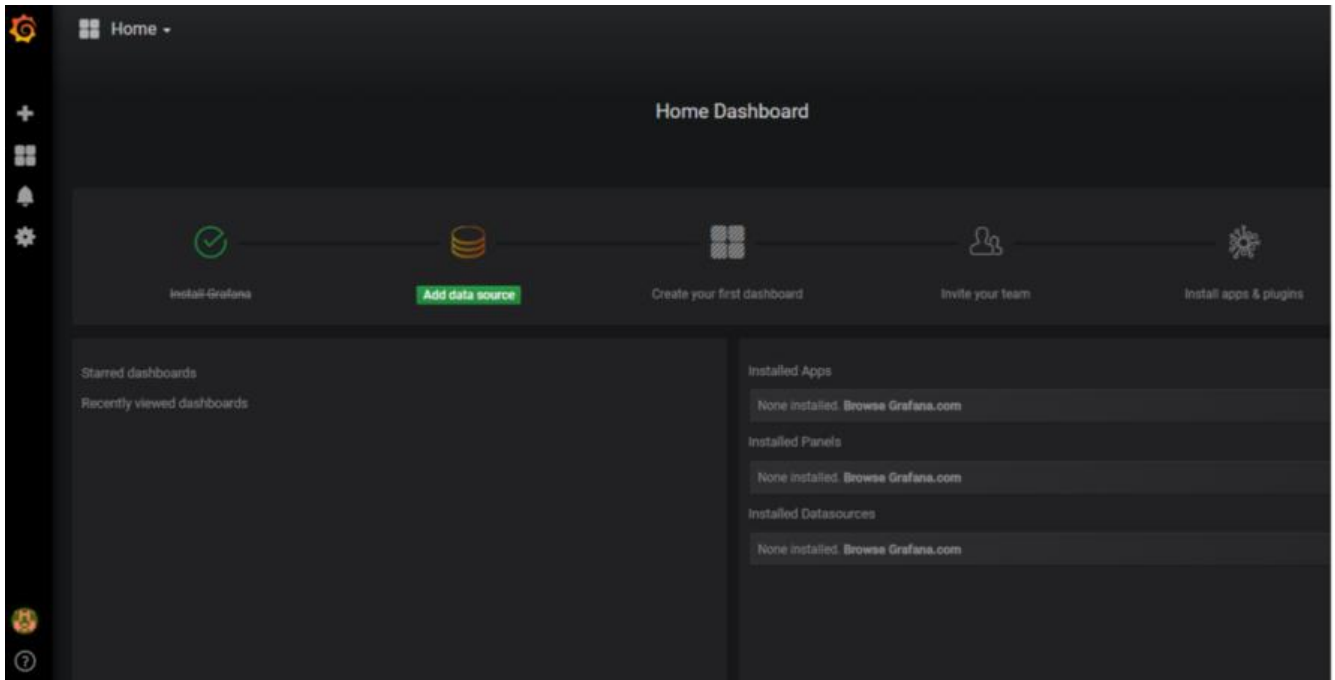 Home
Home Dashboard
Install Grafana
Add data source
Create your first dashboard
Invite your team
Install apps & plugins
Starred dashboards
Recently viewed dashboards
Installed Apps
None installed. Browse Grafana.com
Installed Panels
None installed. Browse Grafana.com
Installed Datasources
None installed. Browse Grafana.com